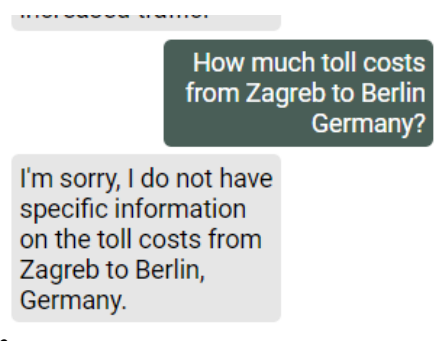 How much toll costs
from Zagreb to Berlin
Germany?
I'm sorry, I do not have
specific information
on the toll costs from
Zagreb to Berlin,
Germany.